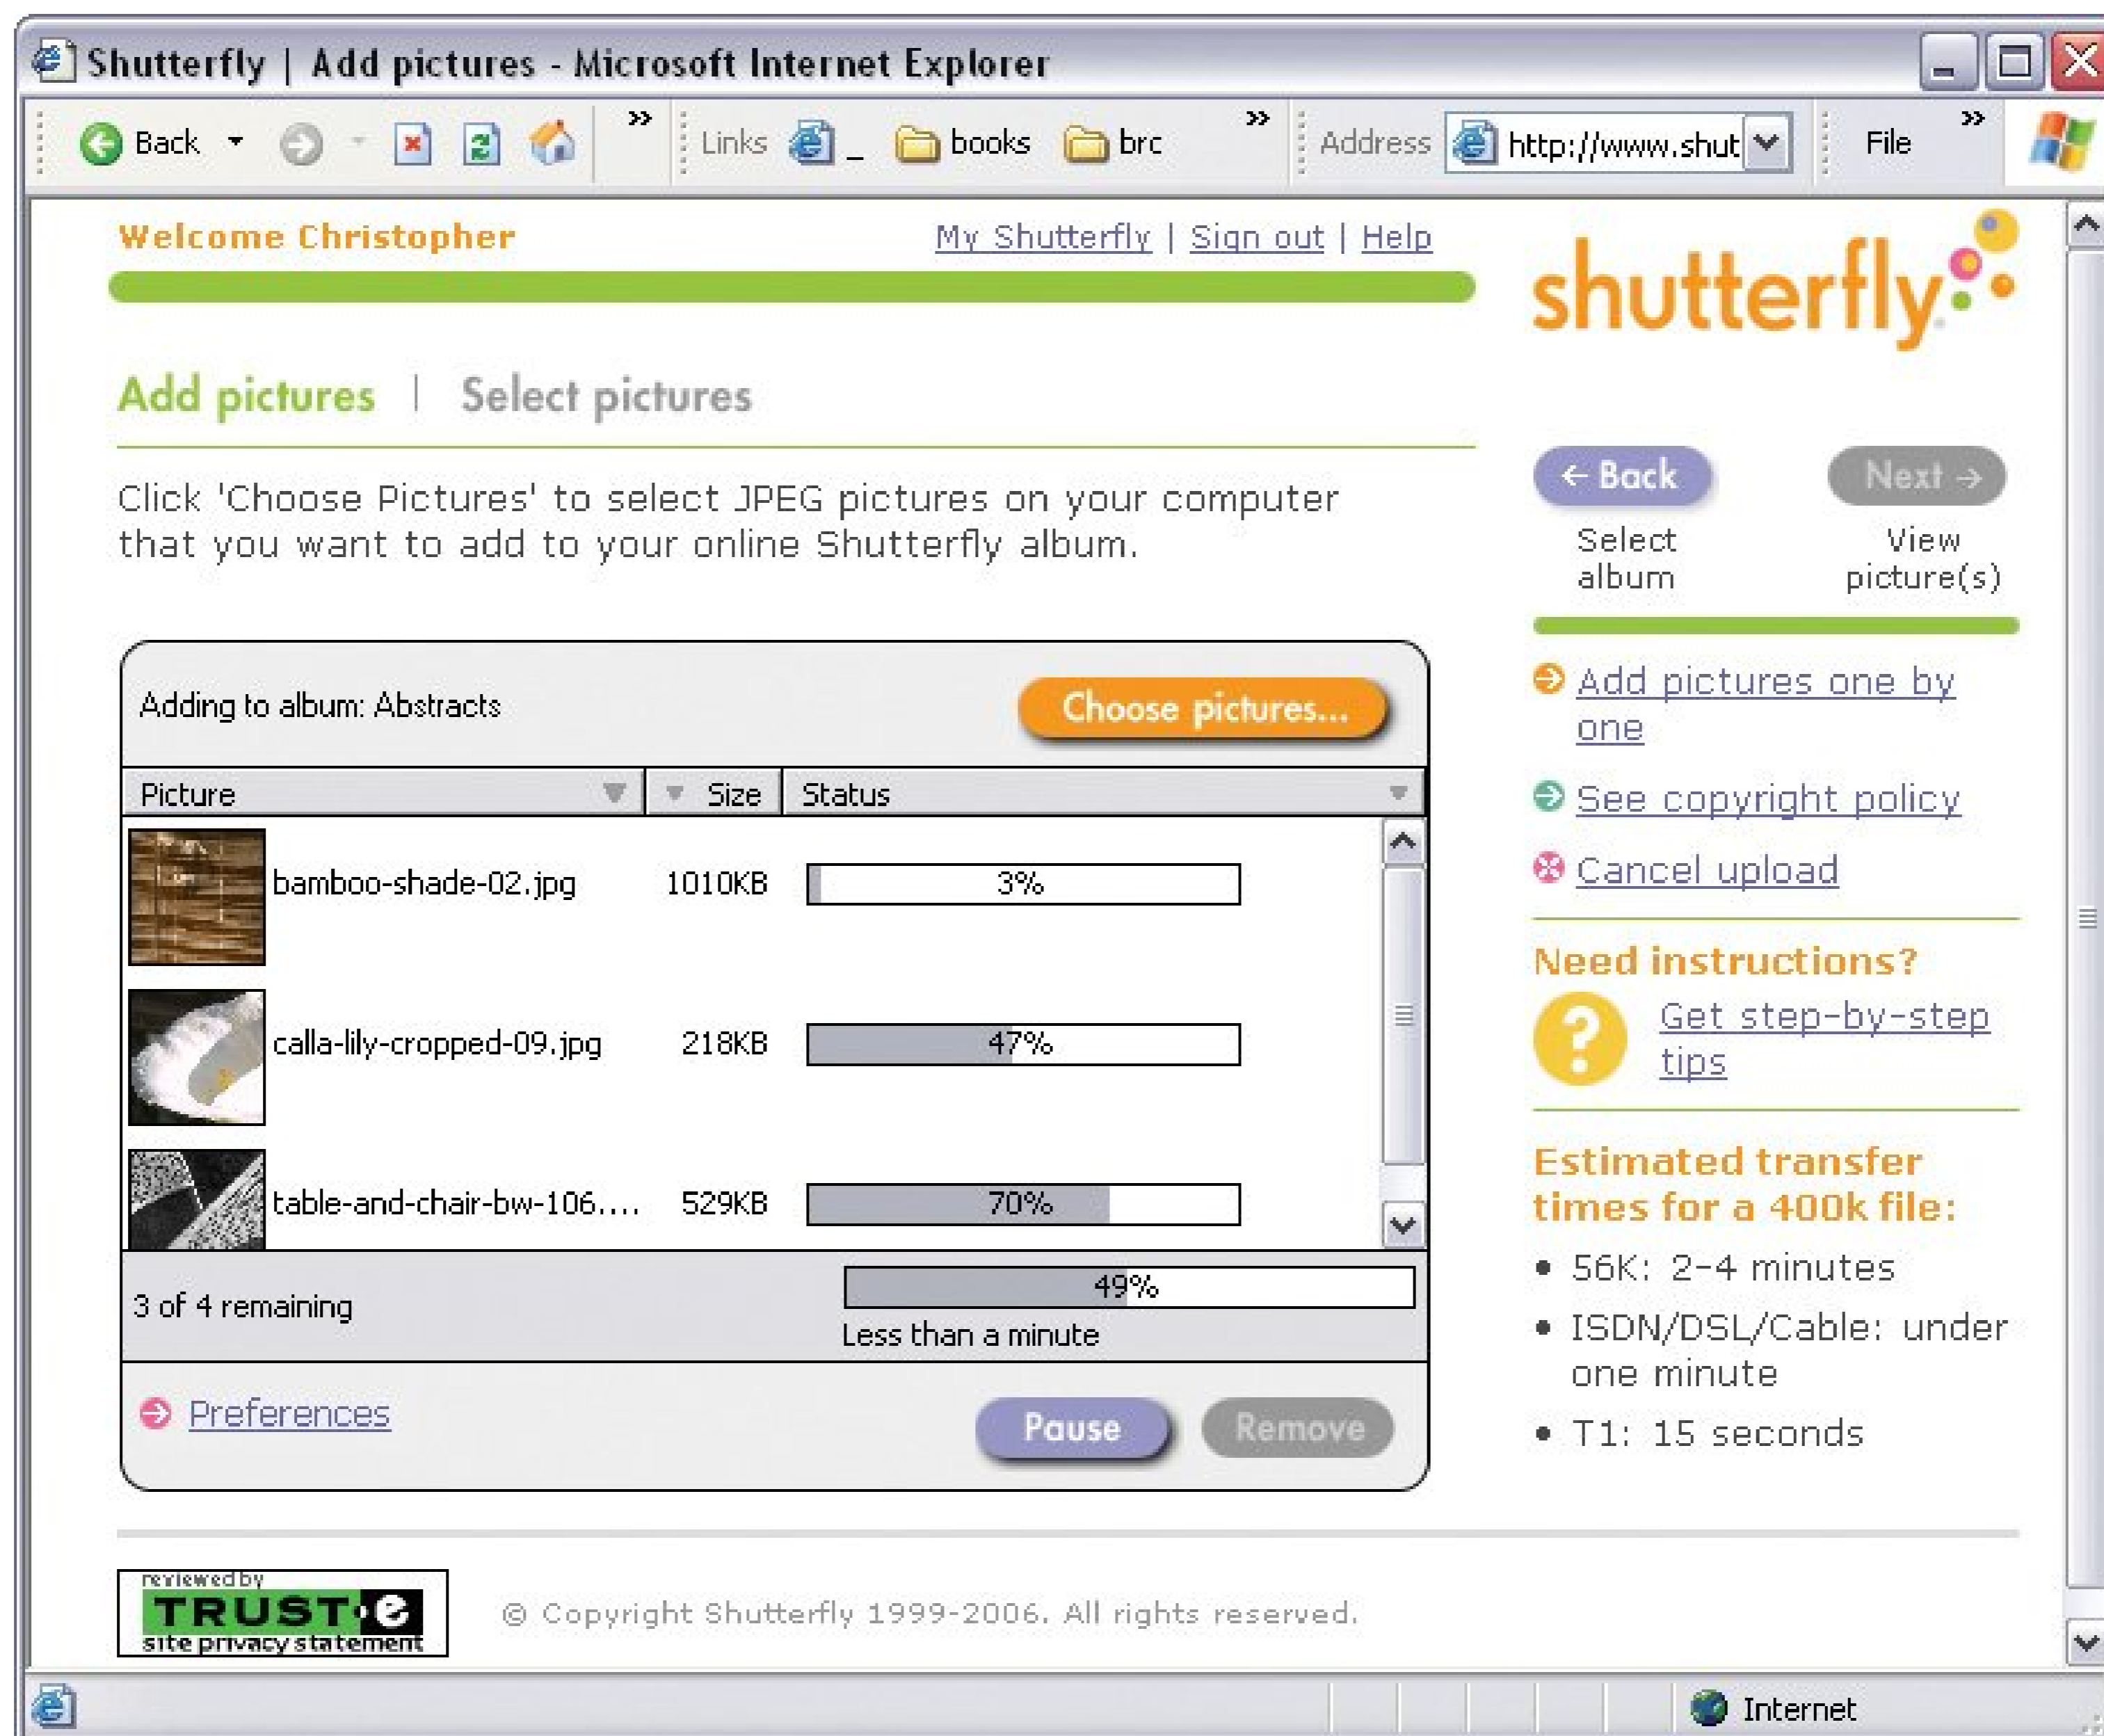 Shutterfly | Add pictures - Microsoft Internet Explorer
Back
Links _ books brc
Address http://www.shut
File
Welcome Christopher
My Shutterfly | Sign out | Help
shutterfly
Add pictures | Select pictures
Click 'Choose Pictures' to select JPEG pictures on your computer
that you want to add to your online Shutterfly album.
Adding to album: Abstracts
Choose pictures...
Picture Size Status
bamboo-shade-02.jpg 1010KB 3%
calla-lily-cropped-09.jpg 218KB 47%
table-and-chair-bw-106.... 529KB 70%
3 of 4 remaining
49%
Less than a minute
Preferences
Pause
Remove
← Back
Next →
Select
album
View
picture(s)
Add pictures one by
one
See copyright policy
Cancel upload
Need instructions?
?
Get step-by-step
tips
Estimated transfer
times for a 400k file:
• 56K: 2-4 minutes
• ISDN/DSL/Cable: under
one minute
• T1: 15 seconds
reviewed by
TRUST·e
site privacy statement
© Copyright Shutterfly 1999-2006. All rights reserved.
Internet